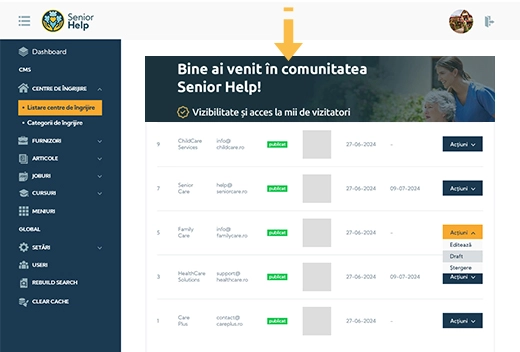 Senior
Help
Dashboard
CMS
CENTRE DE ÎNGRIJIRE
• Listare centre de îngrijire
• Categorii de îngrijire
FURNIZORI
ARTICOLE
JOBURI
CURSURI
MENIURI
GLOBAL
SETĂRI
USERI
REBUILD SEARCH
CLEAR CACHE
Bine ai venit în comunitatea
Senior Help!
Vizibilitate și acces la mii de vizitatori
9 ChildCare Services info@childcare.ro publicat 27-06-2024 - Acțiuni
7 Senior Care help@seniorcare.ro publicat 27-06-2024 09-07-2024 Acțiuni
5 Family Care info@familycare.ro publicat 27-06-2024 - Acțiuni
Editează
Draft
Ștergere
3 HealthCare Solutions support@healthcare.ro publicat 27-06-2024 09-07-2024 Acțiuni
1 Care Plus contact@careplus.ro publicat 27-06-2024 - Acțiuni